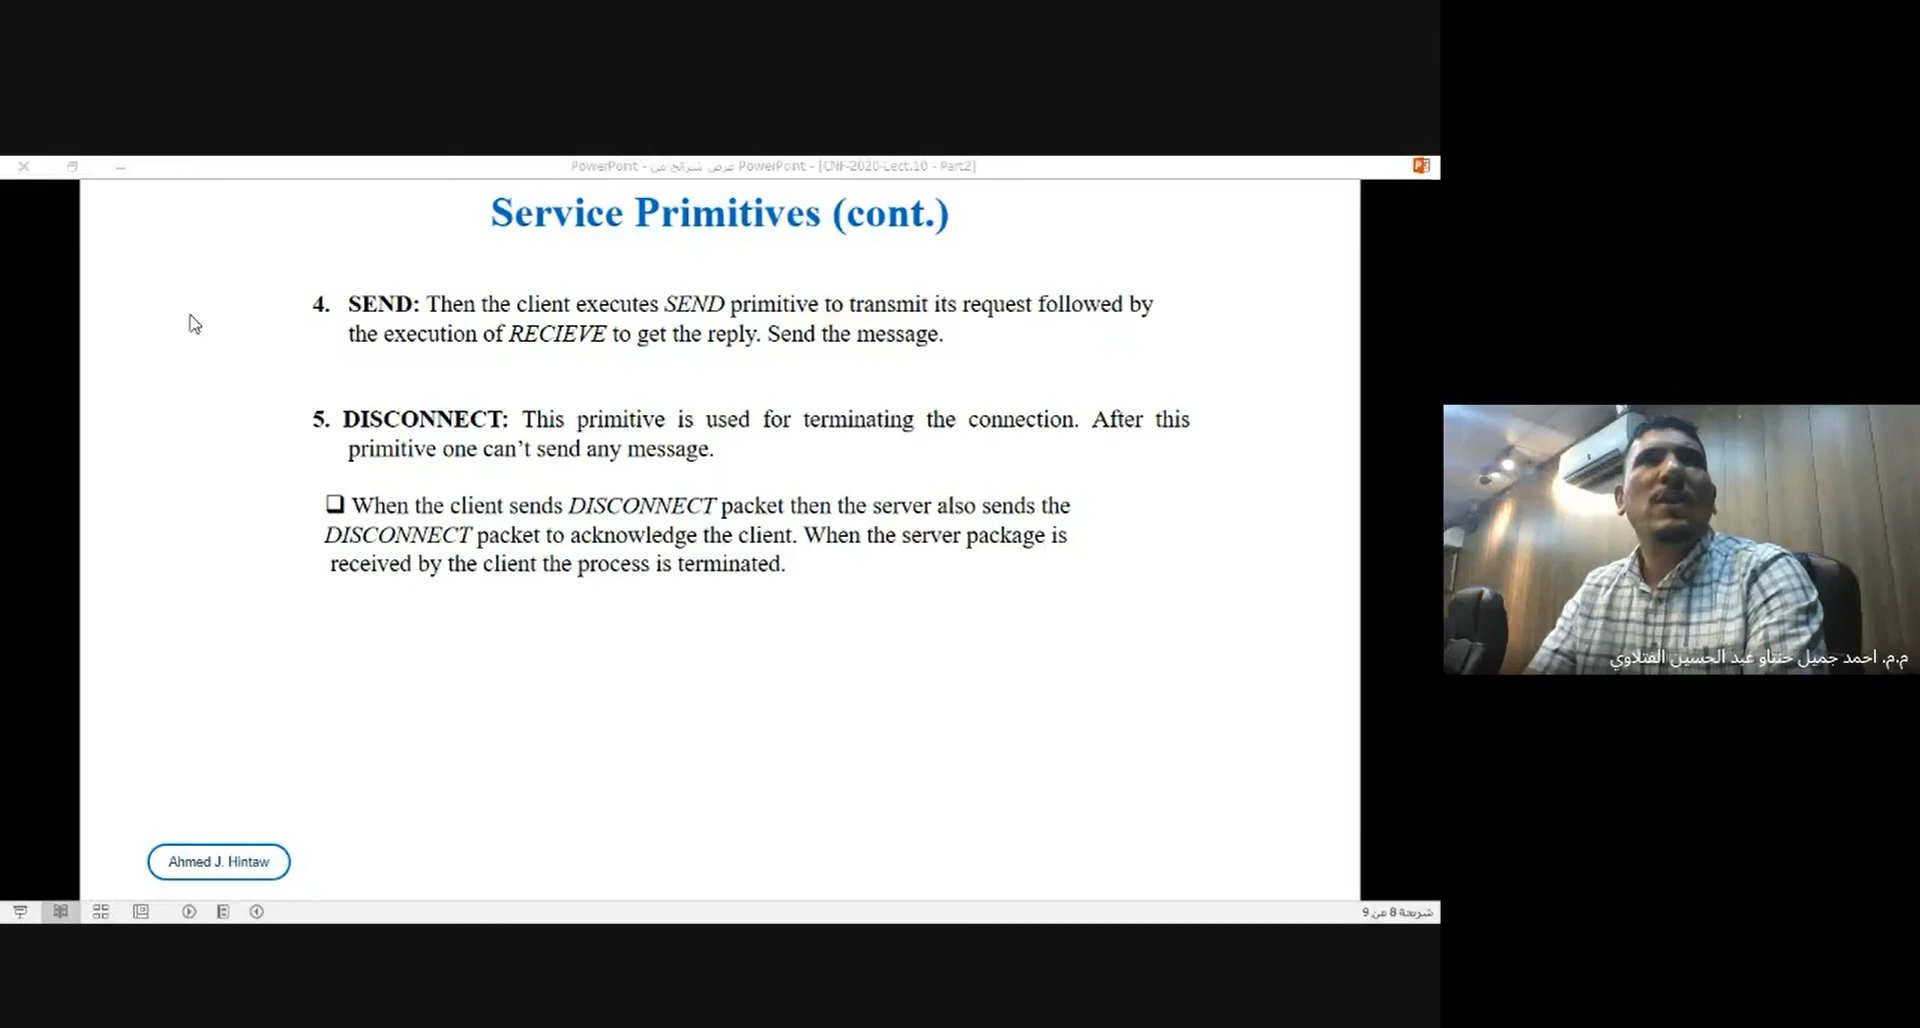 PowerPoint - عرض شرائح من PowerPoint - [CNF-2020-Lect.10 - Part2]
Service Primitives (cont.)
4. SEND: Then the client executes SEND primitive to transmit its request followed by
the execution of RECIEVE to get the reply. Send the message.
5. DISCONNECT: This primitive is used for terminating the connection. After this
primitive one can’t send any message.
❑ When the client sends DISCONNECT packet then the server also sends the
DISCONNECT packet to acknowledge the client. When the server package is
received by the client the process is terminated.
م.م. احمد جميل حنتاو عبد الحسين الفتلاوي
Ahmed J. Hintaw
شريحة 8 من 9